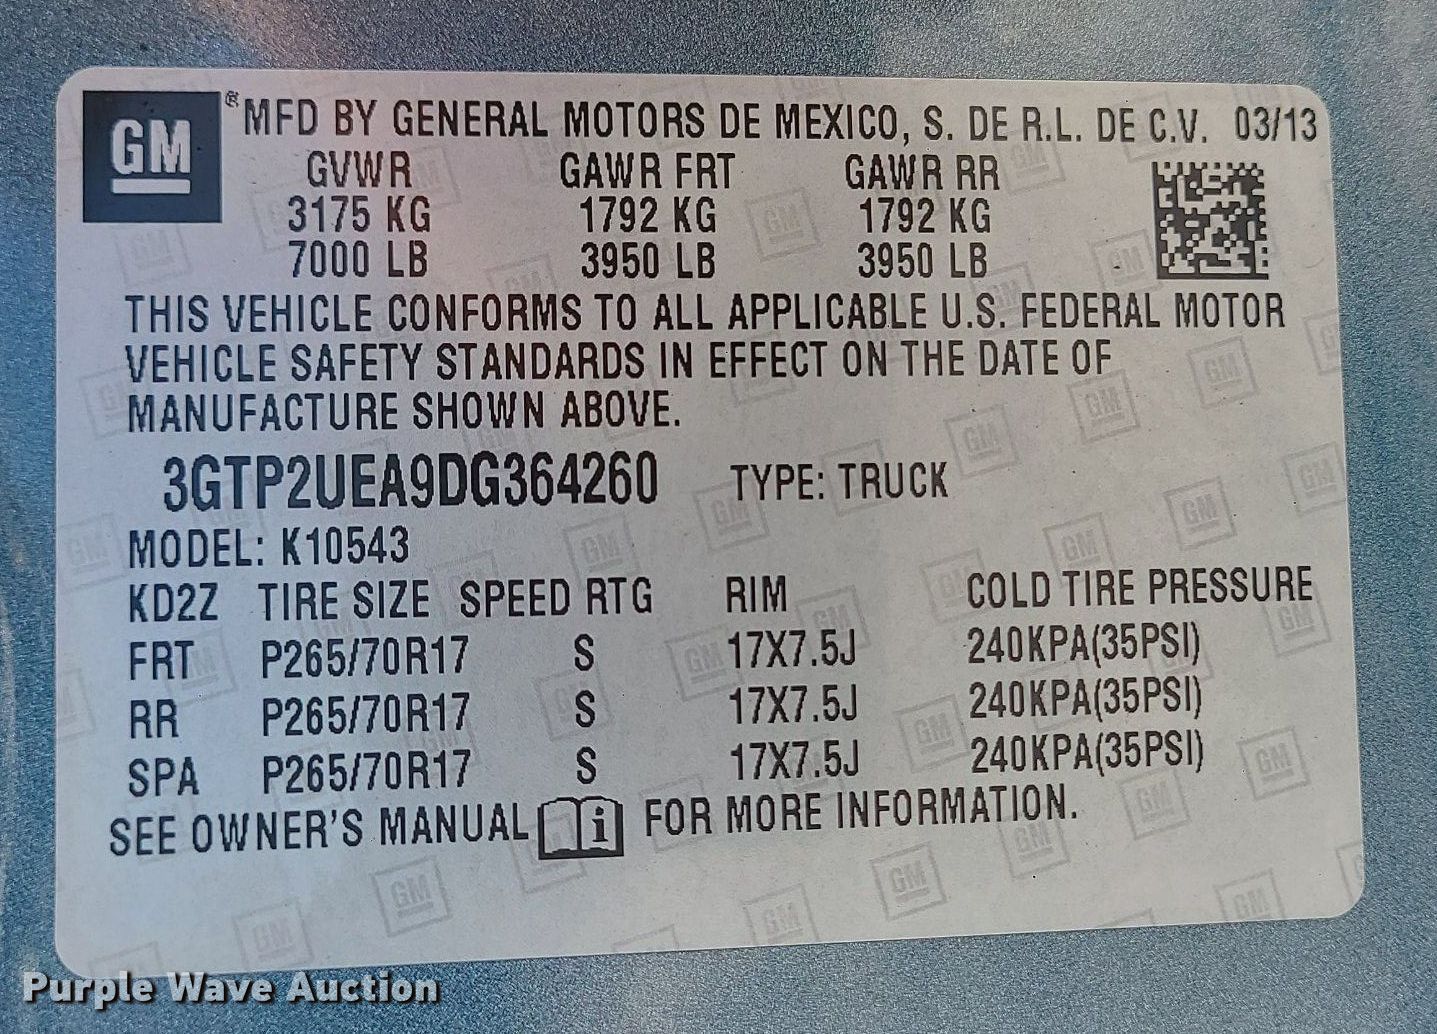 GM ® MFD BY GENERAL MOTORS DE MEXICO, S. DE R.L. DE C.V. 03/13
GVWR GAWR FRT GAWR RR
3175 KG 1792 KG 1792 KG
7000 LB 3950 LB 3950 LB
THIS VEHICLE CONFORMS TO ALL APPLICABLE U.S. FEDERAL MOTOR
VEHICLE SAFETY STANDARDS IN EFFECT ON THE DATE OF
MANUFACTURE SHOWN ABOVE.
3GTP2UEA9DG364260 TYPE: TRUCK
MODEL: K10543
KD2Z TIRE SIZE SPEED RTG RIM COLD TIRE PRESSURE
FRT P265/70R17 S 17X7.5J 240KPA(35PSI)
RR P265/70R17 S 17X7.5J 240KPA(35PSI)
SPA P265/70R17 S 17X7.5J 240KPA(35PSI)
SEE OWNER'S MANUAL i FOR MORE INFORMATION.
Purple Wave Auction